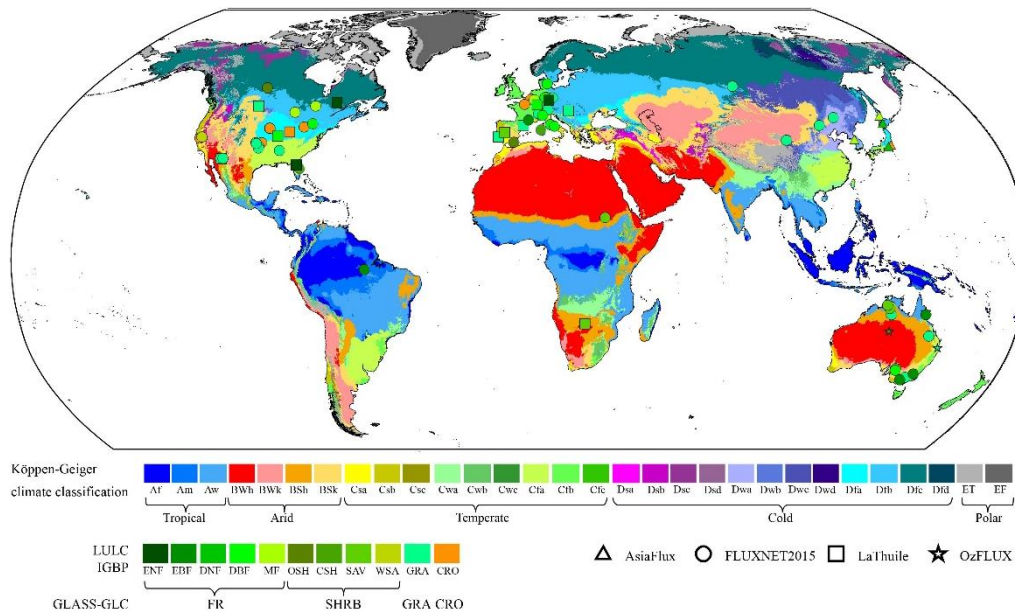 Köppen-Geiger
climate classification
Af Am Aw BWh BWk BSh BSk Csa Csb Csc Cwa Cwb Cwc Cfa Cfb Cfc Dsa Dsb Dsc Dsd Dwa Dwb Dwc Dwd Dfa Dfb Dfc Dfd ET EF
Tropical Arid Temperate Cold Polar
LULC
IGBP
ENF EBF DNF DBF MF OSH CSH SAV WSA GRA CRO
AsiaFlux FLUXNET2015 LaThuile OzFLUX
GLASS-GLC FR SHRB GRA CRO